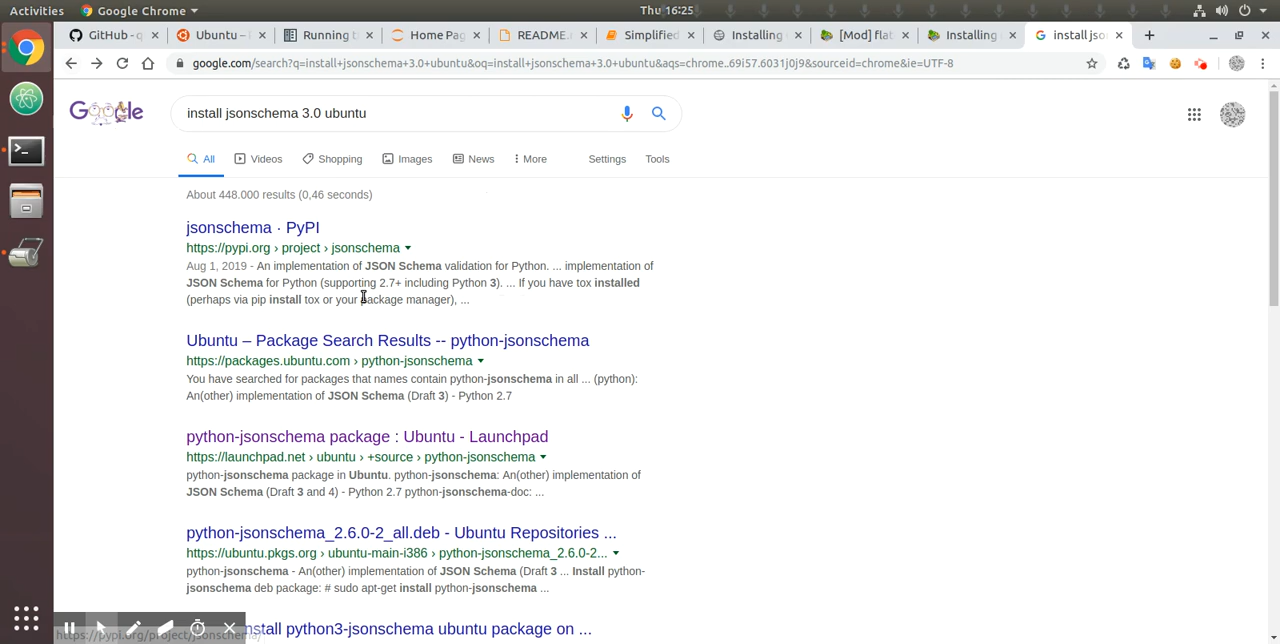 Activities
Google Chrome
Thu 16:25
GitHub - q
Ubuntu –
Running t
Home Pag
README.
Simplified
Installing
[Mod] flat
Installing
install jso
google.com/search?q=install+jsonschema+3.0+ubuntu&oq=install+jsonschema+3.0+ubuntu&aqs=chrome..69i57.6031j0j9&sourceid=chrome&ie=UTF-8
Google
install jsonschema 3.0 ubuntu
All
Videos
Shopping
Images
News
More
Settings
Tools
About 448.000 results (0,46 seconds)
jsonschema · PyPI
https://pypi.org › project › jsonschema
Aug 1, 2019 - An implementation of JSON Schema validation for Python. ... implementation of
JSON Schema for Python (supporting 2.7+ including Python 3). ... If you have tox installed
(perhaps via pip install tox or your package manager), ...
Ubuntu – Package Search Results -- python-jsonschema
https://packages.ubuntu.com › python-jsonschema
You have searched for packages that names contain python-jsonschema in all ... (python):
An(other) implementation of JSON Schema (Draft 3) - Python 2.7
python-jsonschema package : Ubuntu - Launchpad
https://launchpad.net › ubuntu › +source › python-jsonschema
python-jsonschema package in Ubuntu. python-jsonschema: An(other) implementation of
JSON Schema (Draft 3 and 4) - Python 2.7 python-jsonschema-doc: ...
python-jsonschema_2.6.0-2_all.deb - Ubuntu Repositories ...
https://ubuntu.pkgs.org › ubuntu-main-i386 › python-jsonschema_2.6.0-2...
python-jsonschema - An(other) implementation of JSON Schema (Draft 3 ... Install python-
jsonschema deb package: # sudo apt-get install python-jsonschema ...
nstall python3-jsonschema ubuntu package on ...
https://pypi.org/project/jsonschema/